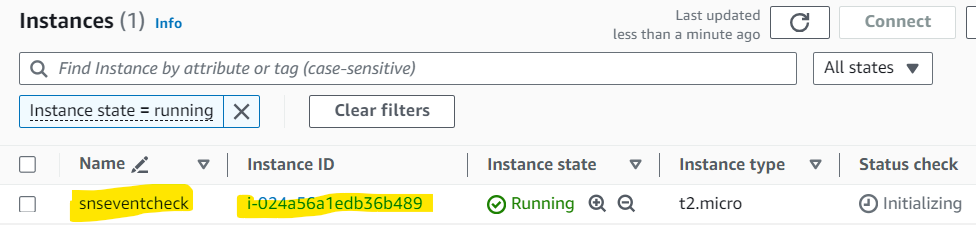 Instances (1) Info
Last updated
less than a minute ago
Connect
Find Instance by attribute or tag (case-sensitive)
All states
Instance state = running
Clear filters
Name Instance ID Instance state Instance type Status check
snseventcheck i-024a56a1edb36b489 Running t2.micro Initializing